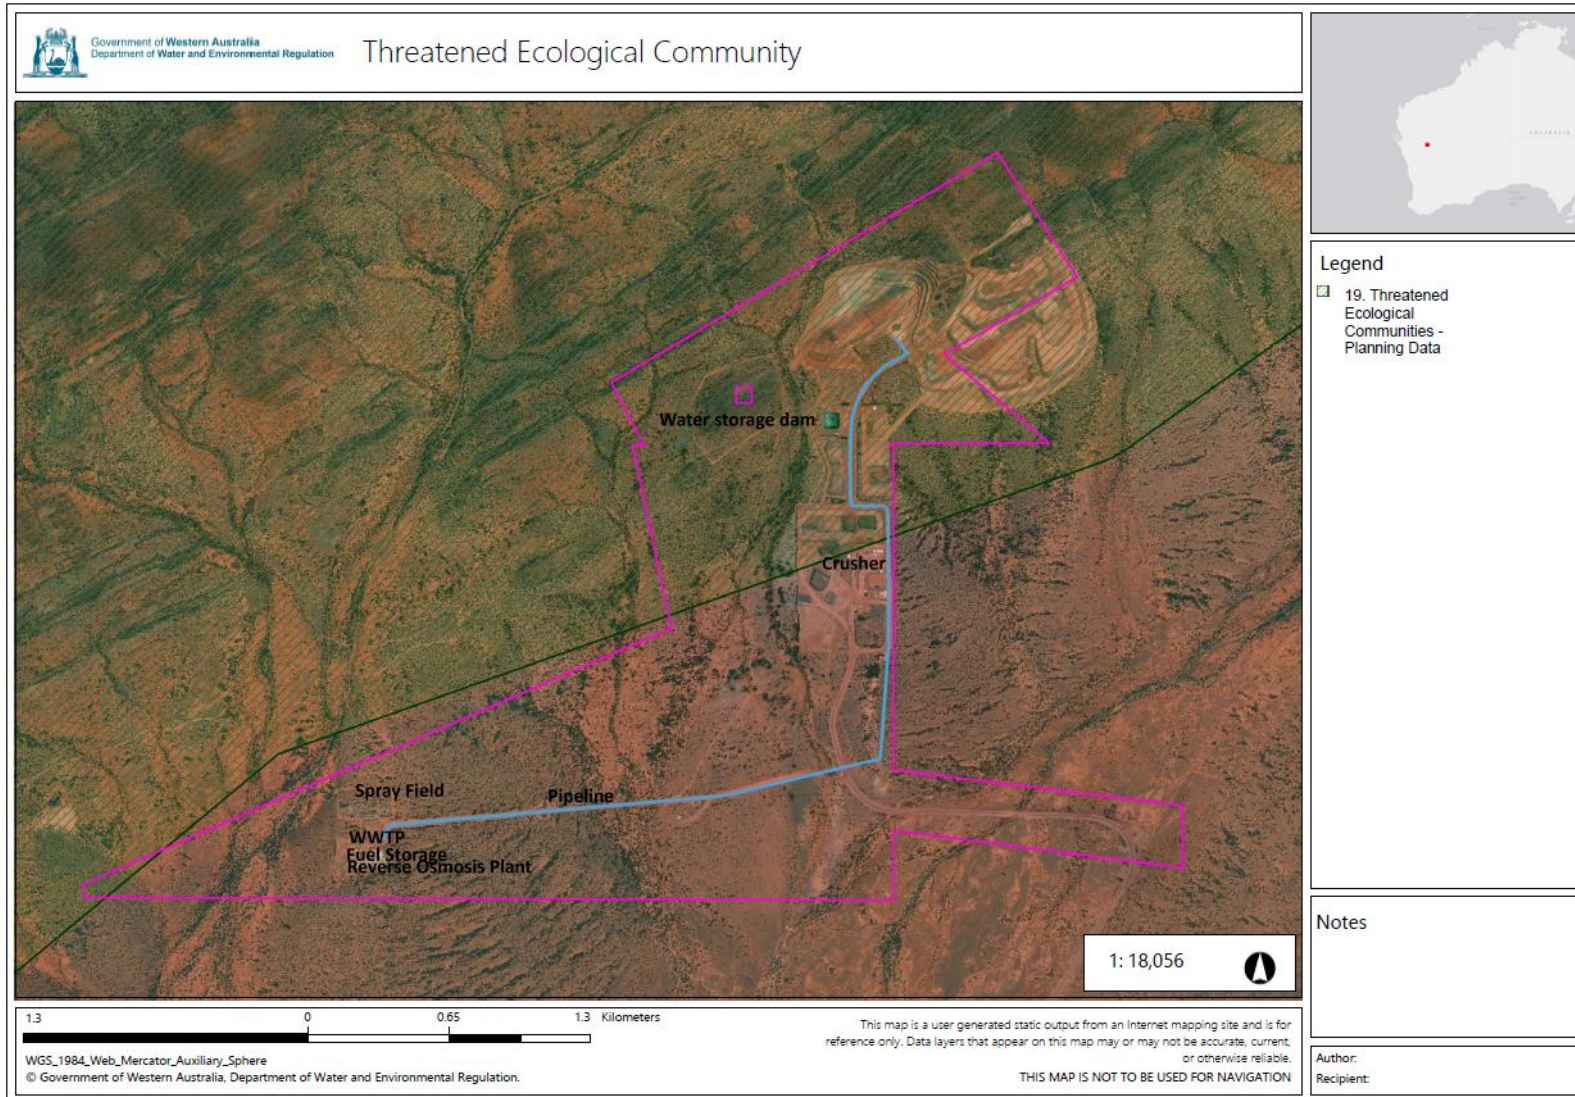 Government of Western Australia
Department of Water and Environmental Regulation
Threatened Ecological Community
Water storage dam
Crusher
Spray Field
Pipeline
WWTP
Fuel Storage
Reverse Osmosis Plant
1: 18,056
AUSTRALIA
Legend
19. Threatened
Ecological
Communities -
Planning Data
Notes
1.3
0
0.65
1.3 Kilometers
WGS_1984_Web_Mercator_Auxiliary_Sphere
© Government of Western Australia, Department of Water and Environmental Regulation.
This map is a user generated static output from an Internet mapping site and is for
reference only. Data layers that appear on this map may or may not be accurate, current,
or otherwise reliable.
THIS MAP IS NOT TO BE USED FOR NAVIGATION
Author:
Recipient: